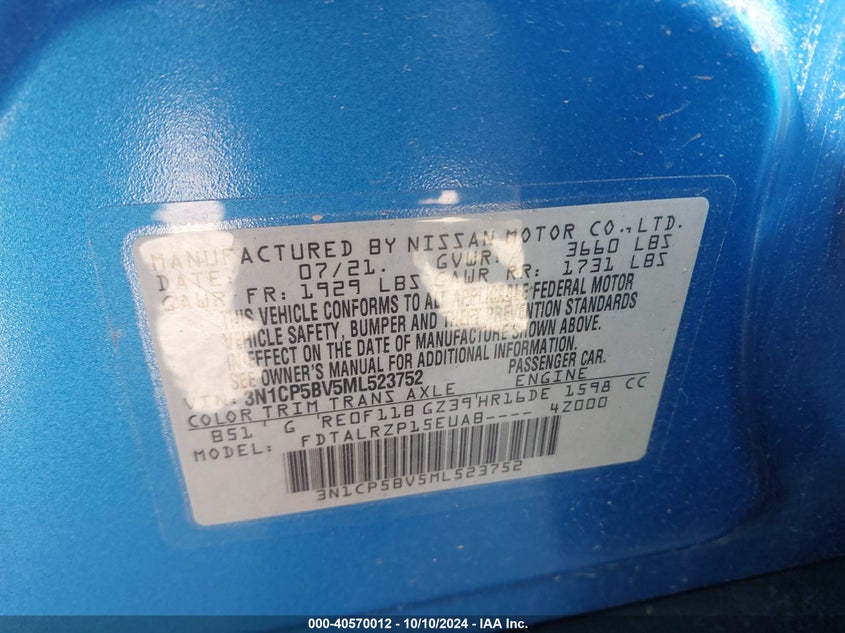 MANUFACTURED BY NISSAN MOTOR CO., LTD.
DATE: 07/21. GVWR: 3660 LBS
GAWR FR: 1929 LBS GAWR RR: 1731 LBS
THIS VEHICLE CONFORMS TO ALL APPLICABLE FEDERAL MOTOR
VEHICLE SAFETY, BUMPER AND THEFT PREVENTION STANDARDS
IN EFFECT ON THE DATE OF MANUFACTURE SHOWN ABOVE.
SEE OWNER'S MANUAL FOR ADDITIONAL INFORMATION.
VIN: 3N1CP5BV5ML523752 PASSENGER CAR.
COLOR TRIM TRANS AXLE ENGINE
B51 G RE0F11B GZ39 HR16DE 1598 CC
MODEL: FDTALRZP15EUAB---- 4Z000
3N1CP5BV5ML523752
000-40570012 - 10/10/2024 - IAA Inc.